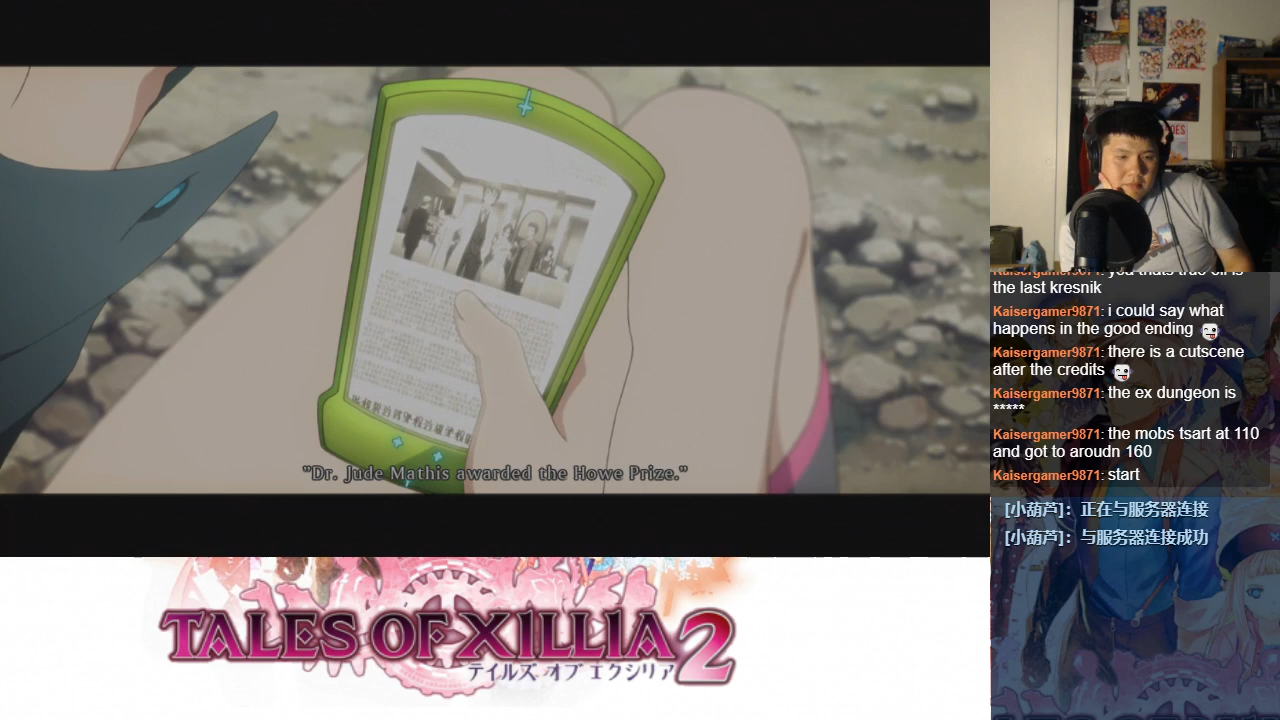 "Dr. Jude Mathis awarded the Howe Prize."
TALES OF XILLIA 2
テイルズ オブ エクシリア
the last kresnik
Kaisergamer9871: i could say what
happens in the good ending
Kaisergamer9871: there is a cutscene
after the credits
Kaisergamer9871: the ex dungeon is
*****
Kaisergamer9871: the mobs tsart at 110
and got to aroudn 160
Kaisergamer9871: start
[小葫芦]：正在与服务器连接
[小葫芦]：与服务器连接成功